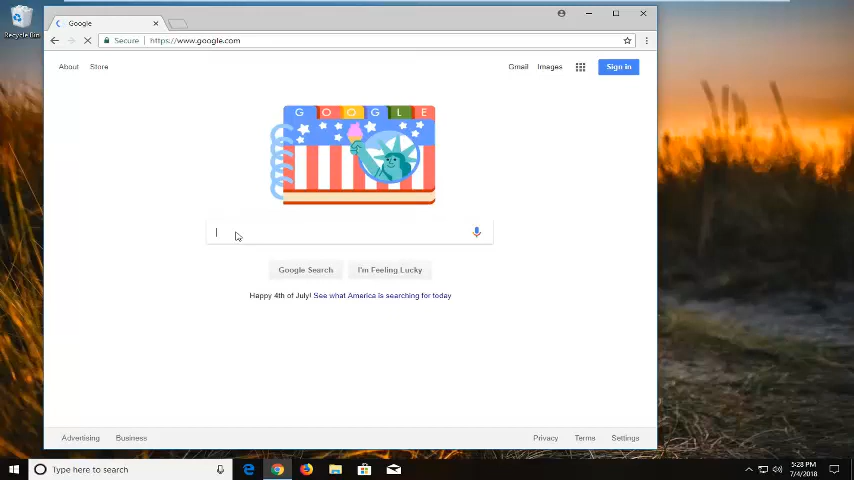 Recycle Bin
Google
Secure
https://www.google.com
About
Store
Gmail
Images
Sign in
GOOGLE
Google Search
I'm Feeling Lucky
Happy 4th of July! See what America is searching for today
Advertising
Business
Privacy
Terms
Settings
Type here to search
5:28 PM
7/4/2018